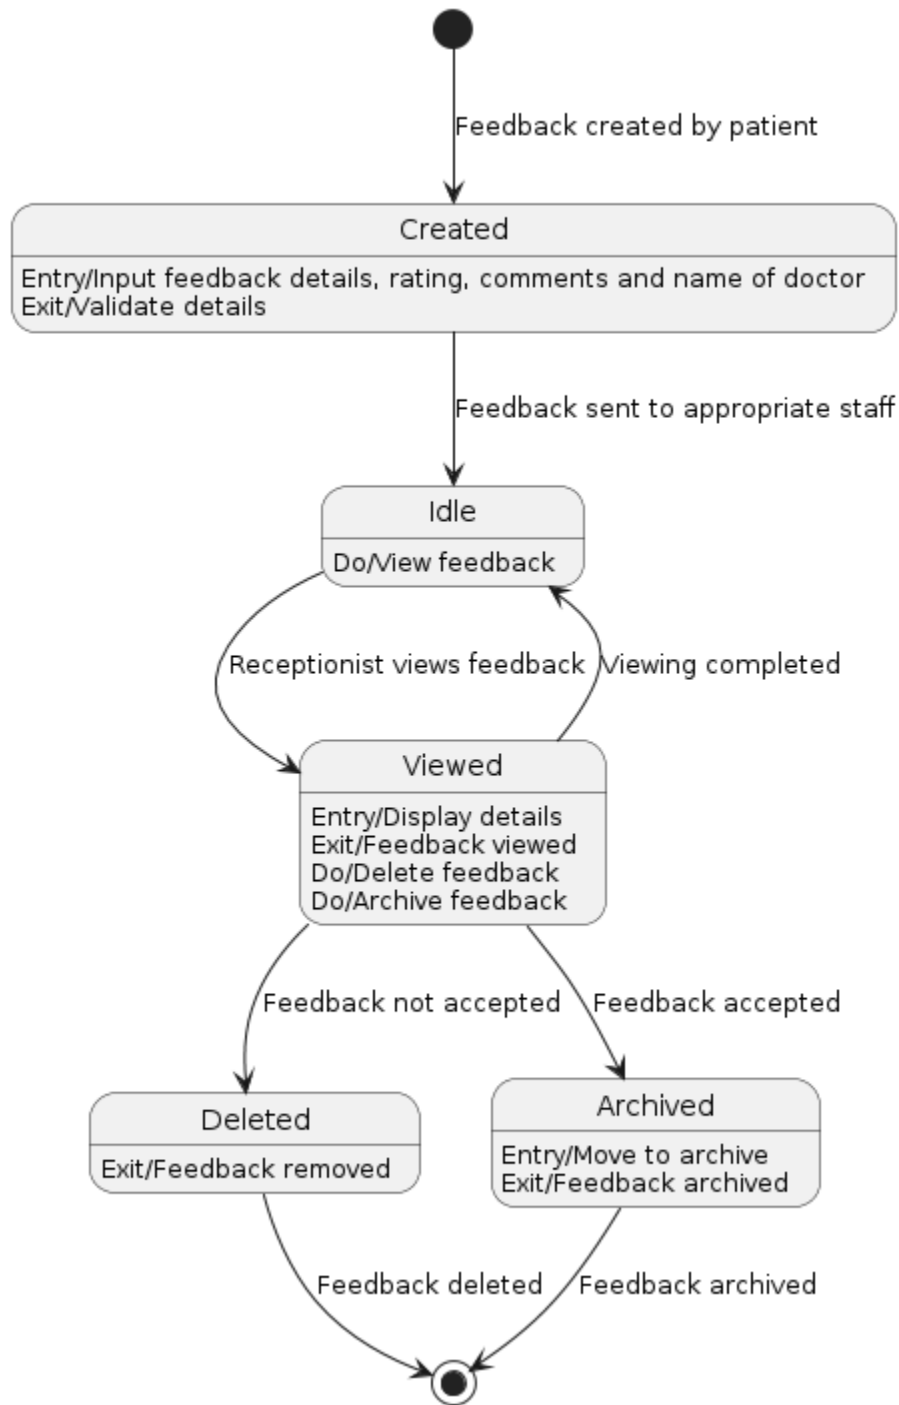 Feedback created by patient
Created
Entry/Input feedback details, rating, comments and name of doctor
Exit/Validate details
Feedback sent to appropriate staff
Idle
Do/View feedback
Receptionist views feedback
Viewing completed
Viewed
Entry/Display details
Exit/Feedback viewed
Do/Delete feedback
Do/Archive feedback
Feedback not accepted
Feedback accepted
Deleted
Exit/Feedback removed
Archived
Entry/Move to archive
Exit/Feedback archived
Feedback deleted
Feedback archived